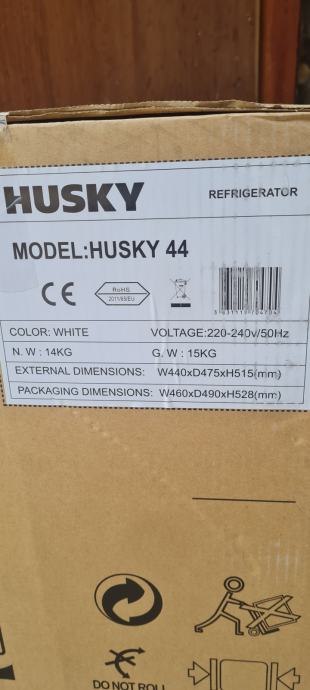 HUSKY REFRIGERATOR
MODEL:HUSKY 44
CE RoHS
2011/65/EU
COLOR: WHITE VOLTAGE:220-240v/50Hz
N. W : 14KG G. W : 15KG
EXTERNAL DIMENSIONS: W440xD475xH515(mm)
PACKAGING DIMENSIONS: W460xD490xH528(mm)
DO NOT ROLL